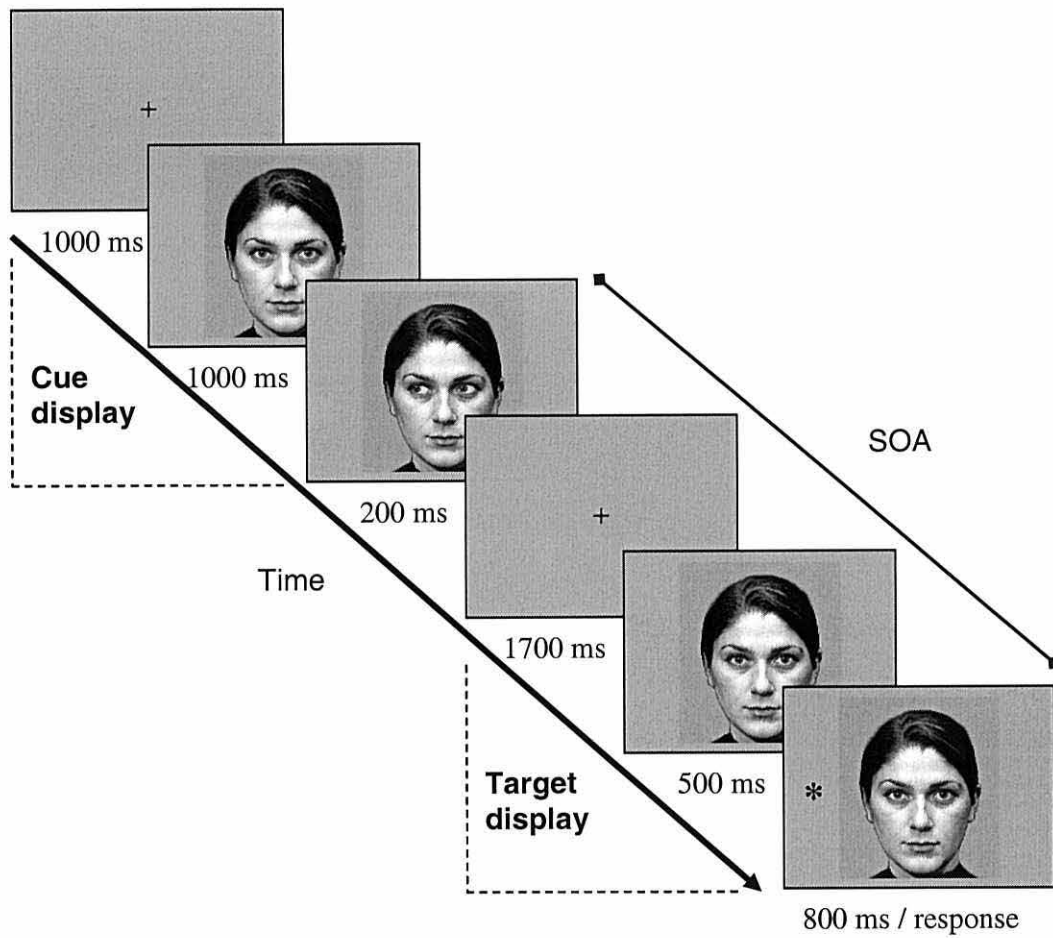 +
1000 ms
Cue
display
1000 ms
200 ms
SOA
+
Time
1700 ms
Target
display
500 ms
*
800 ms / response